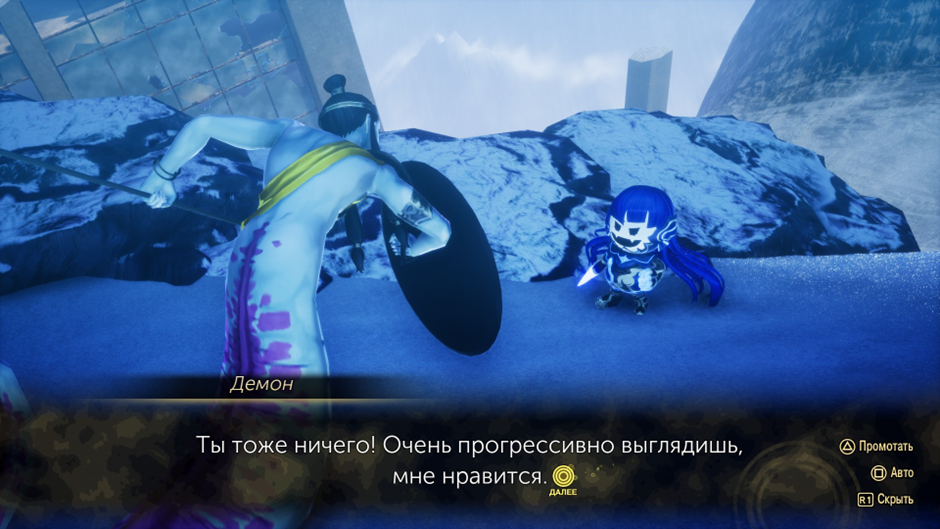 Демон
Ты тоже ничего! Очень прогрессивно выглядишь,
мне нравится.
ДАЛЕЕ
Промотать
Авто
R1 Скрыть